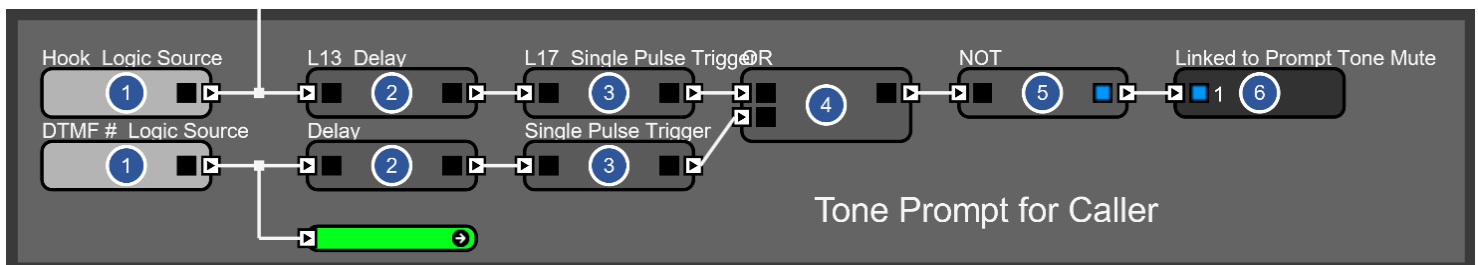 Hook Logic Source
L13 Delay
L17 Single Pulse Trigger
OR
NOT
Linked to Prompt Tone Mute
1
2
3
4
5
1
6
DTMF # Logic Source
Delay
Single Pulse Trigger
1
2
3
Tone Prompt for Caller